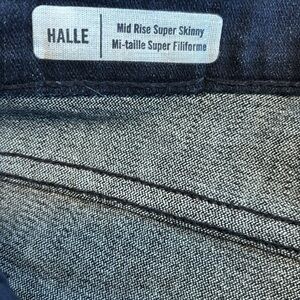 HALLE
Mid Rise Super Skinny
Mi-taille Super Filiforme